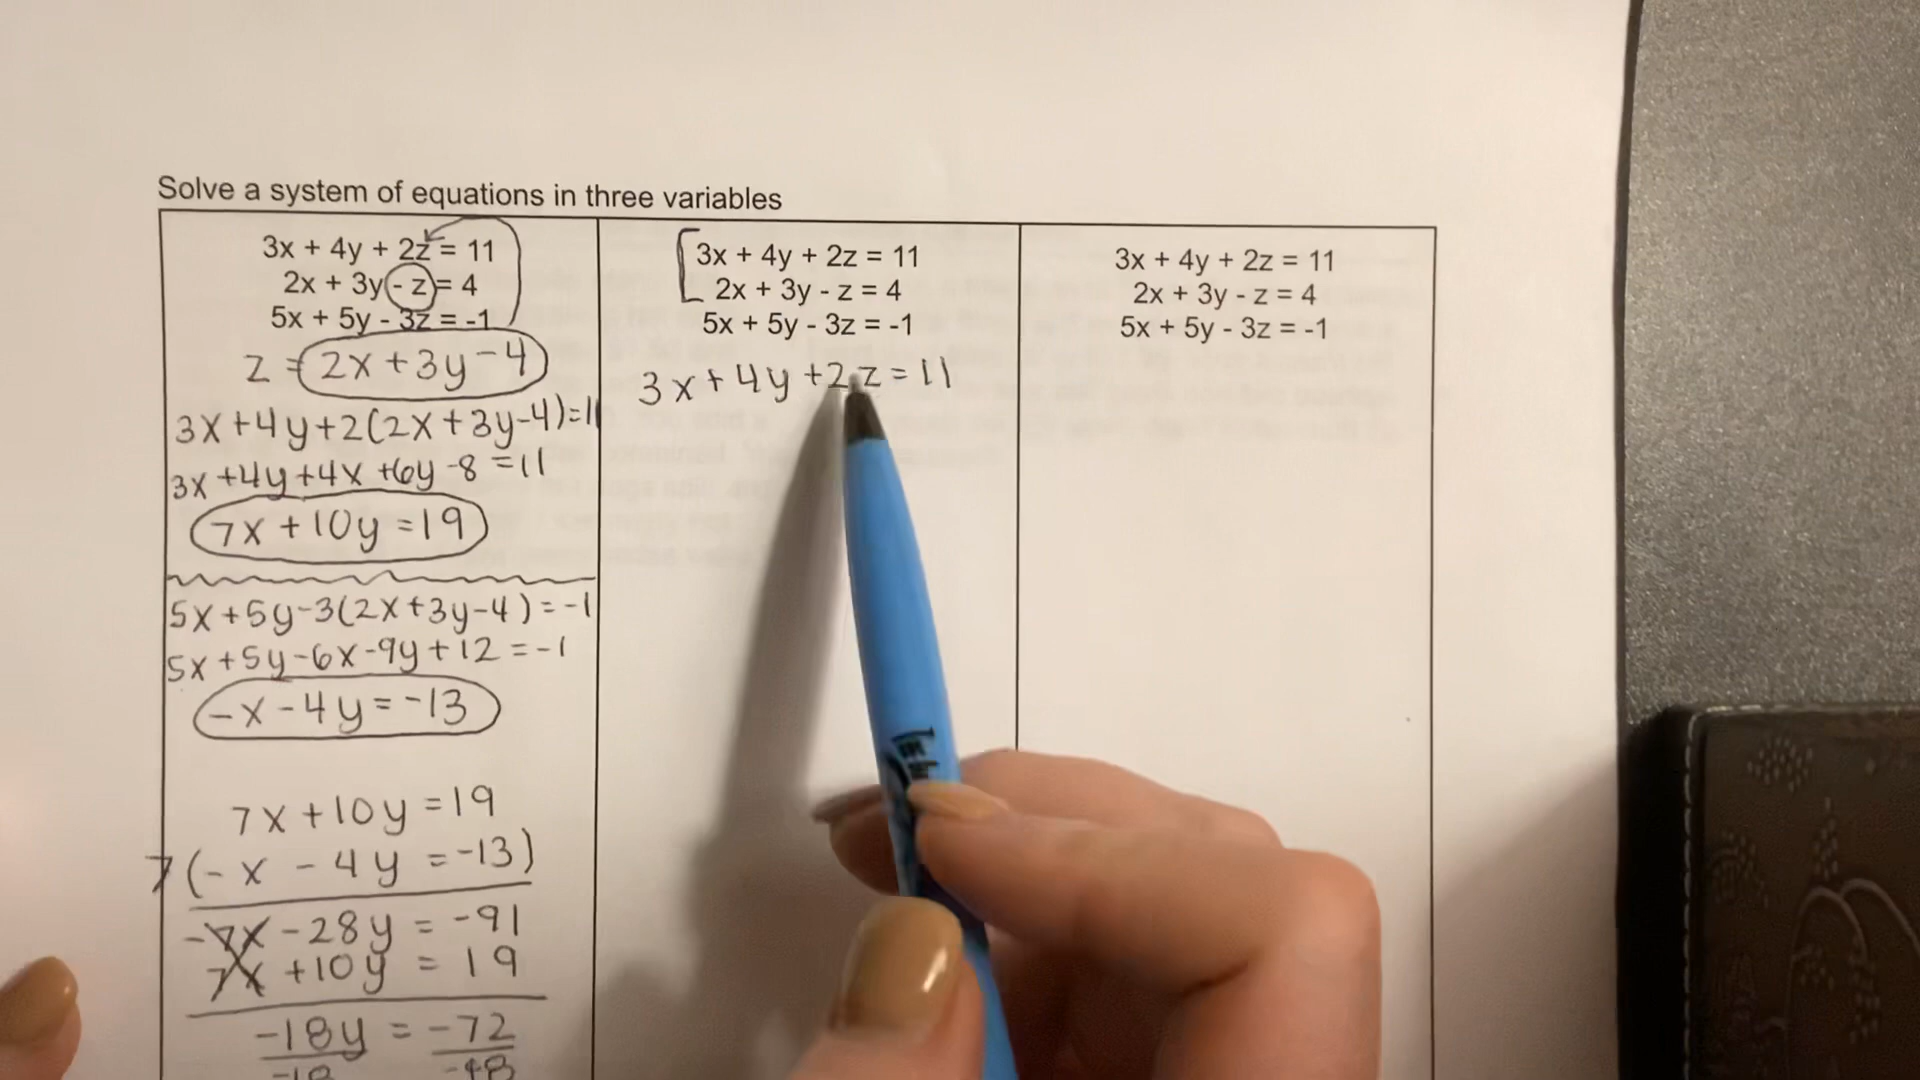 Solve a system of equations in three variables
3x + 4y + 2z = 11
2x + 3y - z = 4
5x + 5y - 3z = -1
z = 2x + 3y - 4
3x + 4y + 2(2x + 3y - 4) = 11
3x + 4y + 4x + 6y - 8 = 11
7x + 10y = 19
5x + 5y - 3(2x + 3y - 4) = -1
5x + 5y - 6x - 9y + 12 = -1
-x - 4y = -13
7x + 10y = 19
7(-x - 4y = -13)
-7x - 28y = -91
7x + 10y = 19
-18y = -72
-18 -18
3x + 4y + 2z = 11
2x + 3y - z = 4
5x + 5y - 3z = -1
3x + 4y + 2z = 11
3x + 4y + 2z = 11
2x + 3y - z = 4
5x + 5y - 3z = -1